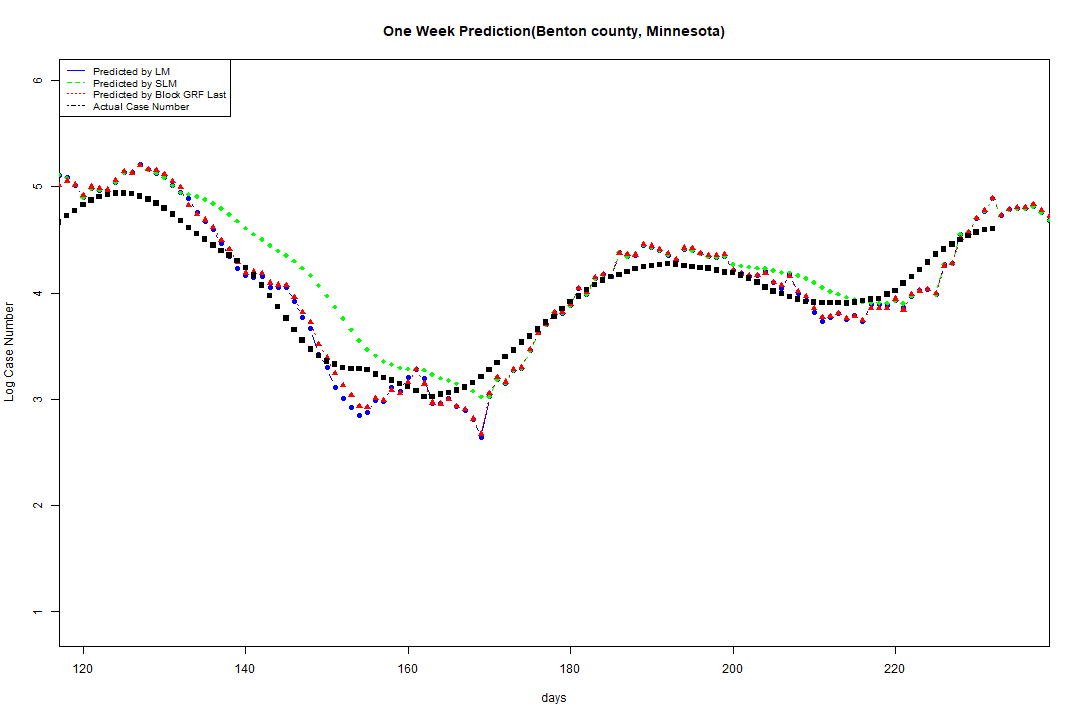 One Week Prediction(Benton county, Minnesota)
Predicted by LM
Predicted by SLM
Predicted by Block GRF Last
Actual Case Number
6
5
4
3
2
1
Log Case Number
120 140 160 180 200 220
days